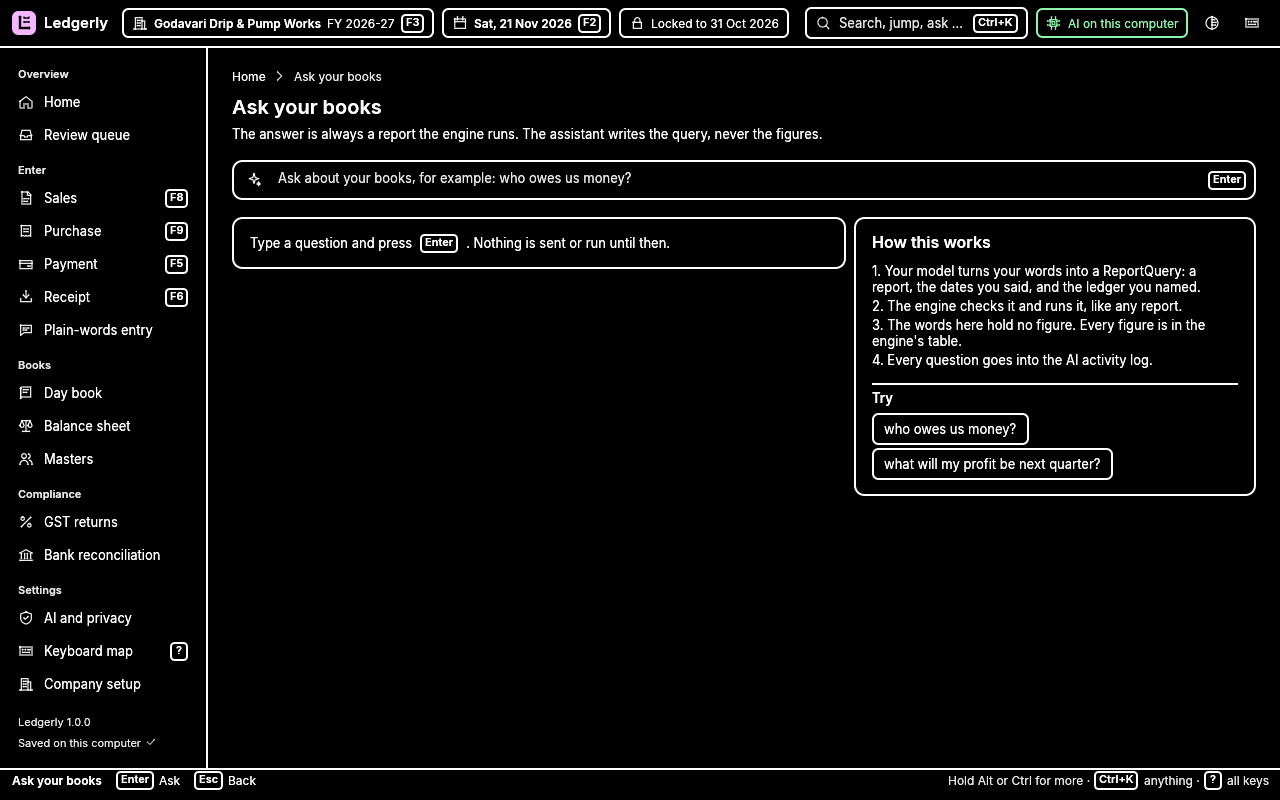 Ledgerly
Godavari Drip & Pump Works FY 2026-27 F3
Sat, 21 Nov 2026 F2
Locked to 31 Oct 2026
Search, jump, ask ... Ctrl+K
AI on this computer
Overview
Home
Review queue
Enter
Sales F8
Purchase F9
Payment F5
Receipt F6
Plain-words entry
Books
Day book
Balance sheet
Masters
Compliance
GST returns
Bank reconciliation
Settings
AI and privacy
Keyboard map ?
Company setup
Ledgerly 1.0.0
Saved on this computer
Home > Ask your books
Ask your books
The answer is always a report the engine runs. The assistant writes the query, never the figures.
Ask about your books, for example: who owes us money? Enter
Type a question and press Enter . Nothing is sent or run until then.
How this works
1. Your model turns your words into a ReportQuery: a
report, the dates you said, and the ledger you named.
2. The engine checks it and runs it, like any report.
3. The words here hold no figure. Every figure is in the
engine's table.
4. Every question goes into the AI activity log.
Try
who owes us money?
what will my profit be next quarter?
Ask your books Enter Ask Esc Back
Hold Alt or Ctrl for more · Ctrl+K anything · ? all keys